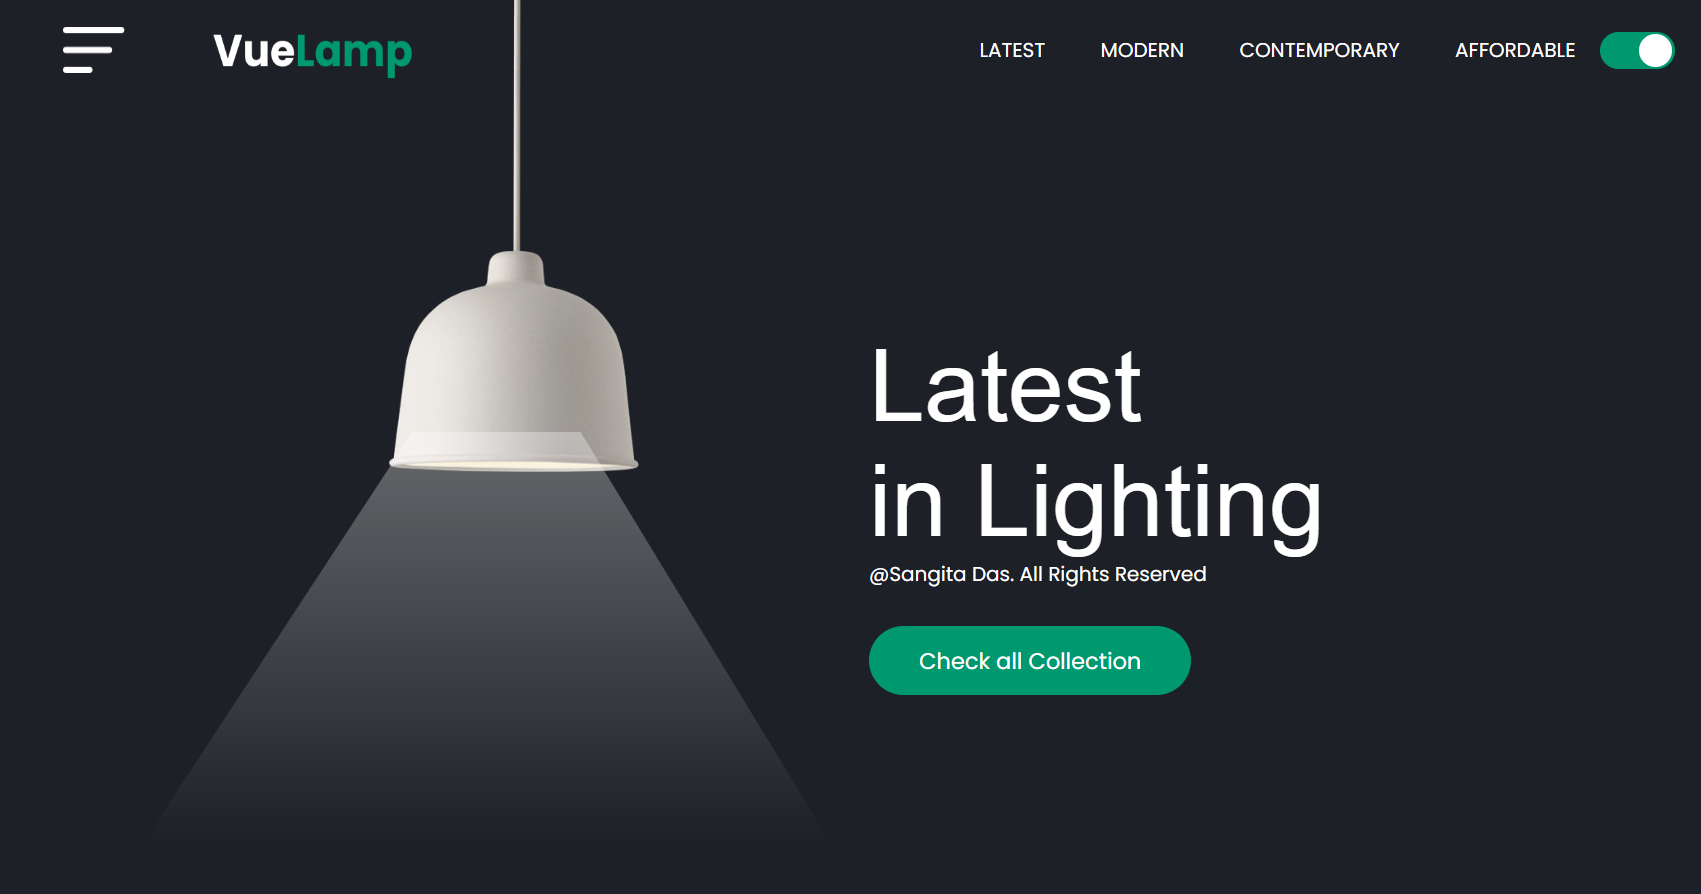 VueLamp
LATEST MODERN CONTEMPORARY AFFORDABLE
Latest
in Lighting
@Sangita Das. All Rights Reserved
Check all Collection